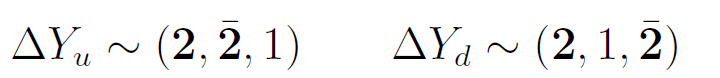 ΔY_u ∼ (𝟐, 𝟐̄, 1)  ΔY_d ∼ (𝟐, 1, 𝟐̄)